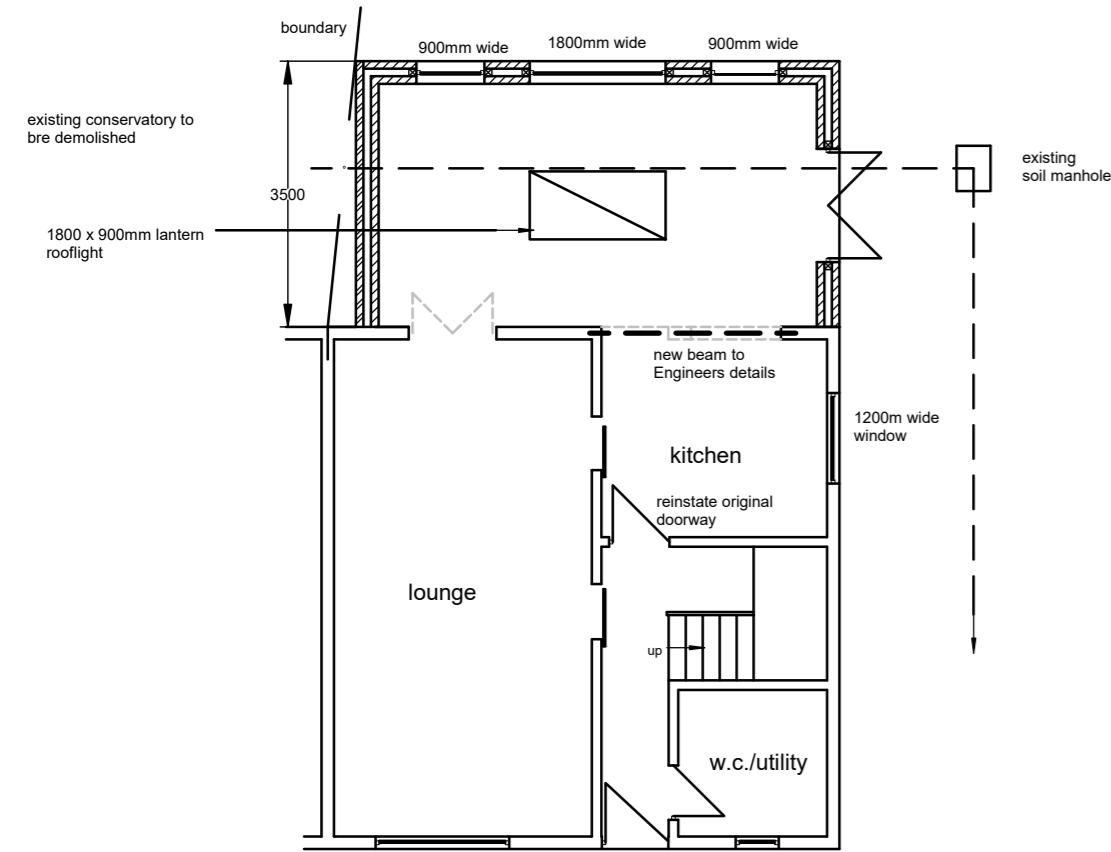 boundary
900mm wide
1800mm wide
900mm wide
existing conservatory to
bre demolished
existing
soil manhole
3500
1800 x 900mm lantern
rooflight
new beam to
Engineers details
1200m wide
window
kitchen
reinstate original
doorway
lounge
up
w.c./utility